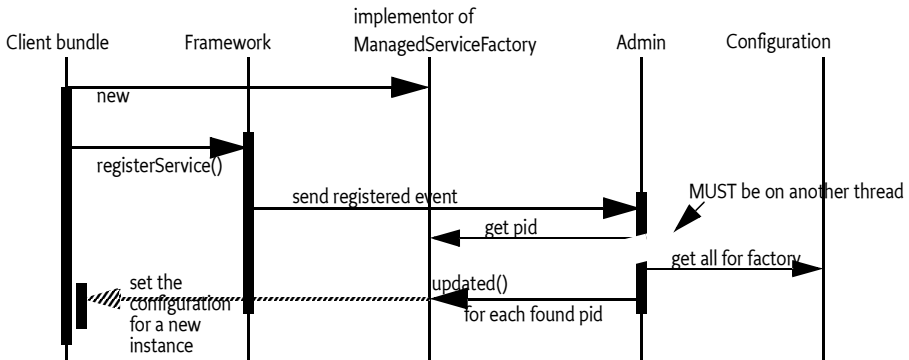 implementor of
Client bundle
Framework
ManagedServiceFactory
Admin
Configuration
new
registerService()
MUST be on another thread
send registered event
get pid
get all for factory
updated()
set the
configuration
for a new
instance
for each found pid